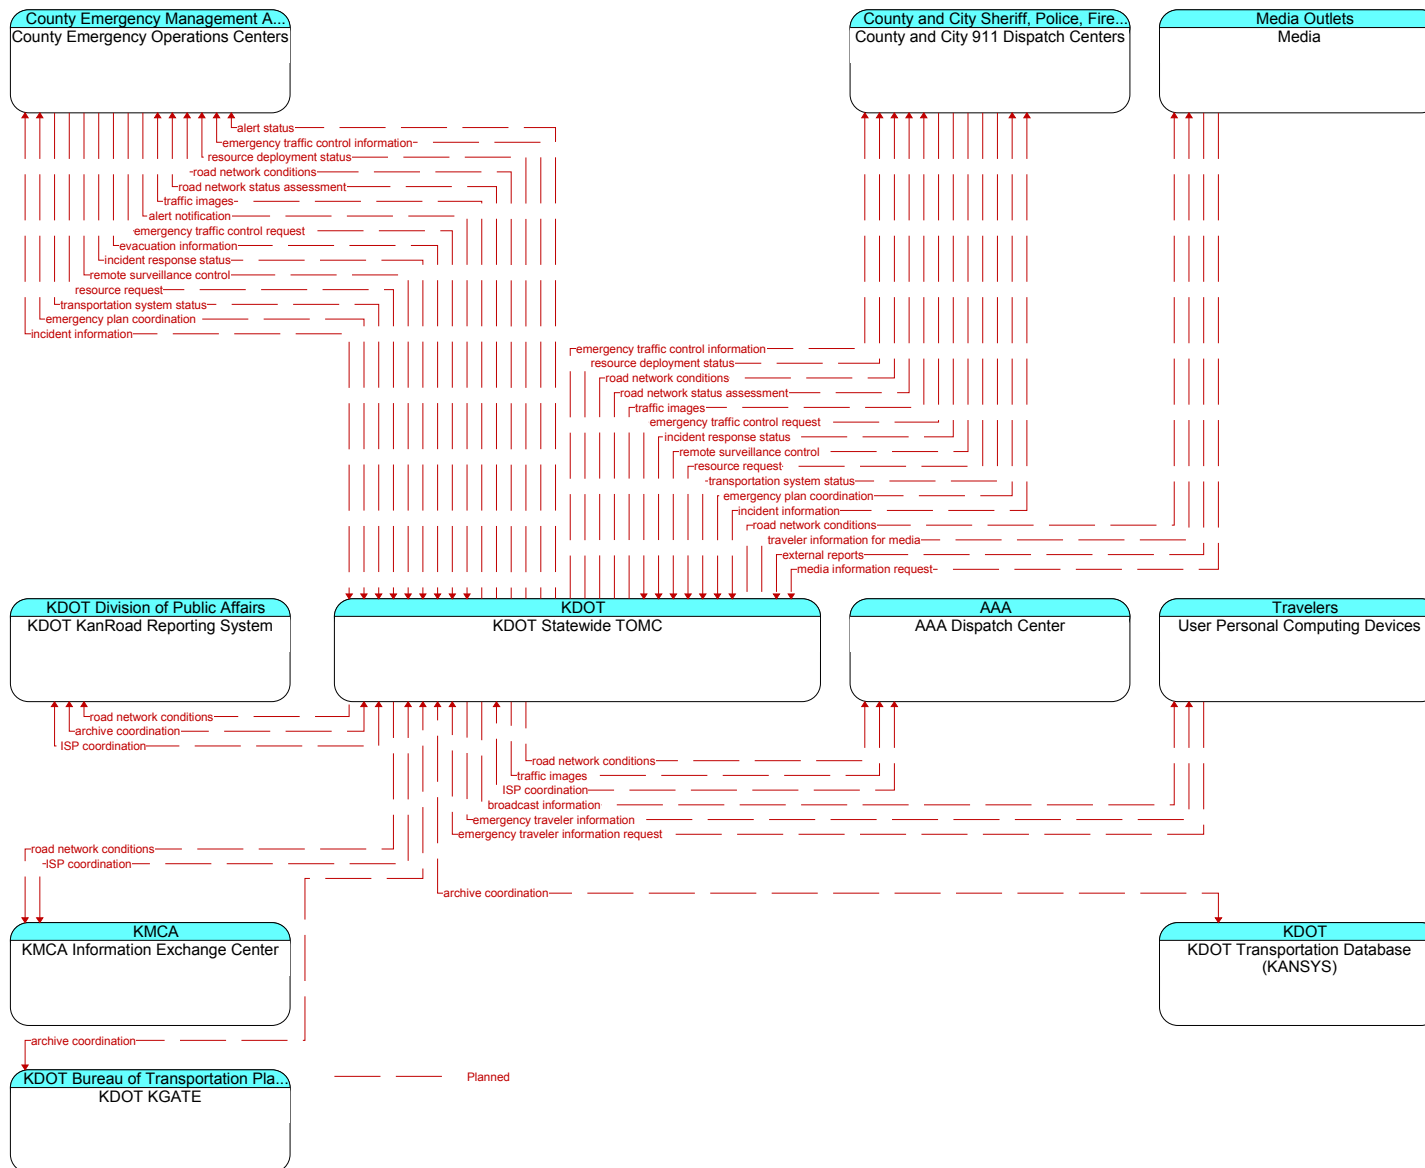 County Emergency Management A...
County Emergency Operations Centers
County and City Sheriff, Police, Fire...
County and City 911 Dispatch Centers
Media Outlets
Media
alert status
emergency traffic control information
resource deployment status
road network conditions
road network status assessment
traffic images
alert notification
emergency traffic control request
evacuation information
incident response status
remote surveillance control
resource request
transportation system status
emergency plan coordination
incident information
emergency traffic control information
resource deployment status
road network conditions
road network status assessment
traffic images
emergency traffic control request
incident response status
remote surveillance control
resource request
transportation system status
emergency plan coordination
incident information
road network conditions
traveler information for media
external reports
media information request
KDOT Division of Public Affairs
KDOT KanRoad Reporting System
KDOT
KDOT Statewide TOMC
AAA
AAA Dispatch Center
Travelers
User Personal Computing Devices
road network conditions
archive coordination
ISP coordination
road network conditions
traffic images
ISP coordination
broadcast information
emergency traveler information
emergency traveler information request
road network conditions
ISP coordination
archive coordination
KMCA
KMCA Information Exchange Center
KDOT
KDOT Transportation Database
(KANSYS)
archive coordination
KDOT Bureau of Transportation Pla...
KDOT KGATE
Planned